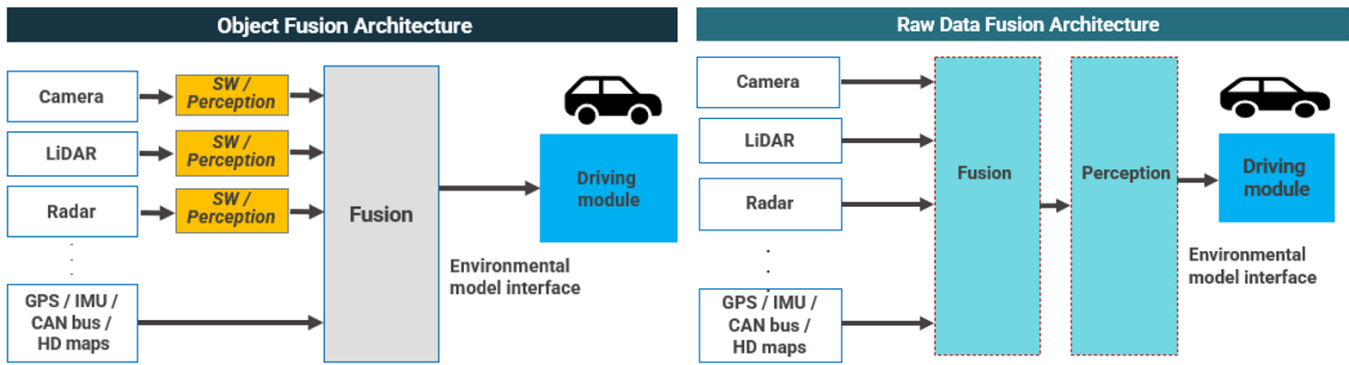 Object Fusion Architecture
Camera
SW /
Perception
LiDAR
SW /
Perception
Radar
SW /
Perception
GPS / IMU /
CAN bus /
HD maps
Fusion
Environmental
model interface
Driving
module
Raw Data Fusion Architecture
Camera
LiDAR
Radar
GPS / IMU /
CAN bus /
HD maps
Fusion
Perception
Driving
module
Environmental
model interface